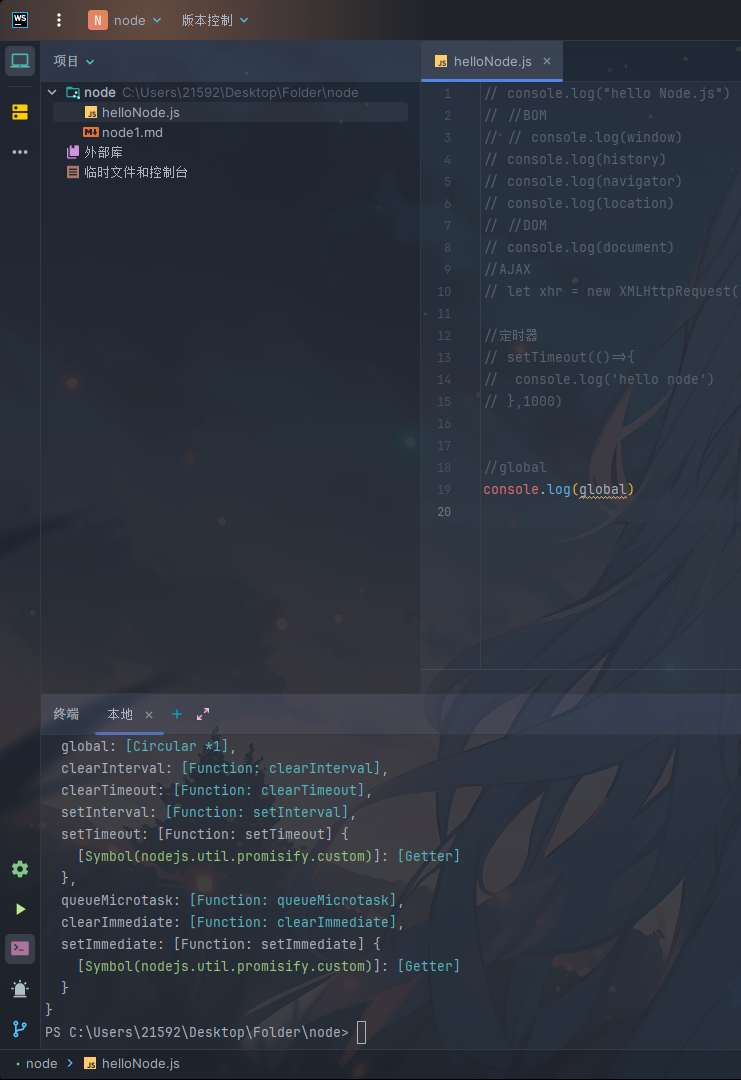 WS
N node 版本控制
项目
node C:\Users\21592\Desktop\Folder\node
helloNode.js
node1.md
外部库
临时文件和控制台
helloNode.js
1 // console.log("hello Node.js")
2 // //BOM
3 // // console.log(window)
4 // console.log(history)
5 // console.log(navigator)
6 // console.log(location)
7 // //DOM
8 // console.log(document)
9 //AJAX
10 // let xhr = new XMLHttpRequest(
11
12 //定时器
13 // setTimeout(()=>{
14 //  console.log('hello node')
15 // },1000)
16
17
18 //global
19 console.log(global)
20
终端 本地
global: [Circular *1],
clearInterval: [Function: clearInterval],
clearTimeout: [Function: clearTimeout],
setInterval: [Function: setInterval],
setTimeout: [Function: setTimeout] {
[Symbol(nodejs.util.promisify.custom)]: [Getter]
},
queueMicrotask: [Function: queueMicrotask],
clearImmediate: [Function: clearImmediate],
setImmediate: [Function: setImmediate] {
[Symbol(nodejs.util.promisify.custom)]: [Getter]
}
}
PS C:\Users\21592\Desktop\Folder\node>
node > helloNode.js